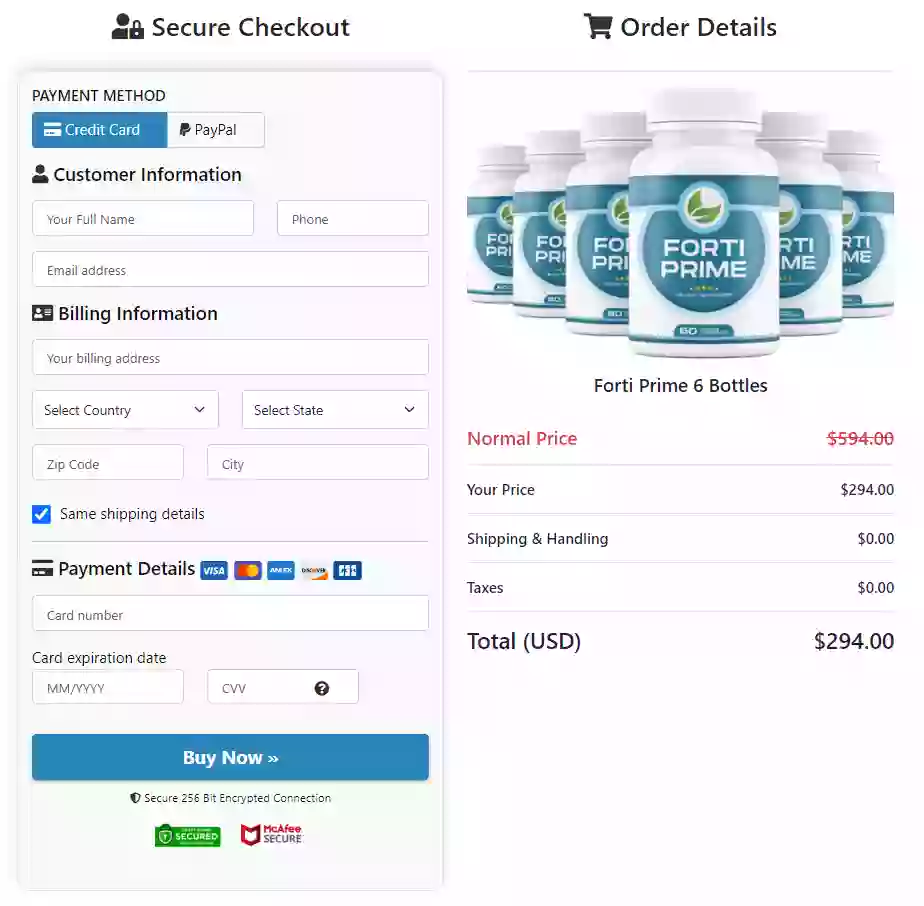 Secure Checkout
PAYMENT METHOD
Credit Card
PayPal
Customer Information
Your Full Name
Phone
Email address
Billing Information
Your billing address
Select Country
Select State
Zip Code
City
Same shipping details
Payment Details VISA AMEX DISCOVER JCB
Card number
Card expiration date
MM/YYYY
CVV
Buy Now »
Secure 256 Bit Encrypted Connection
SECURED
McAfee
SECURE
Order Details
FORTI
PRIME
60
Forti Prime 6 Bottles
Normal Price $594.00
Your Price $294.00
Shipping & Handling $0.00
Taxes $0.00
Total (USD) $294.00